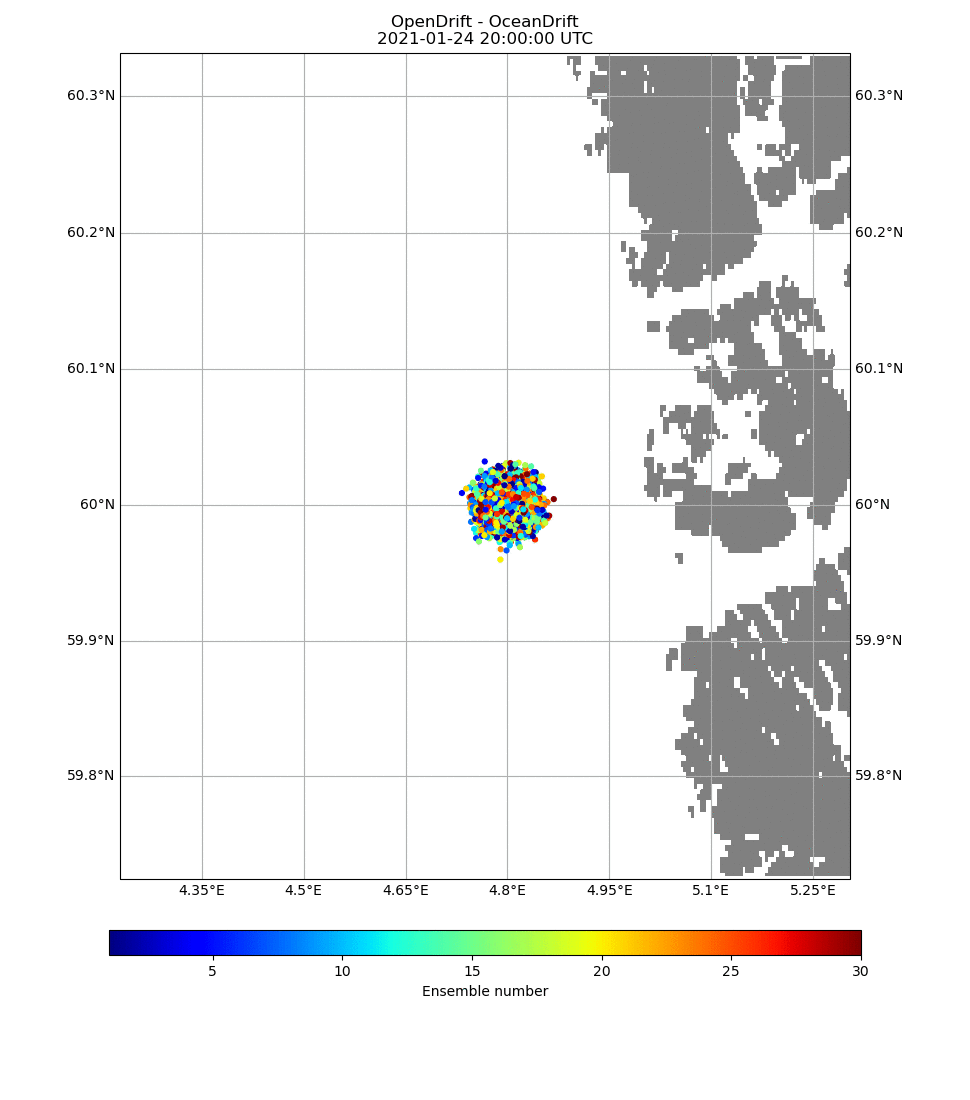 OpenDrift - OceanDrift
2021-01-24 20:00:00 UTC
60.3°N 60.3°N
60.2°N 60.2°N
60.1°N 60.1°N
60°N 60°N
59.9°N 59.9°N
59.8°N 59.8°N
4.35°E 4.5°E 4.65°E 4.8°E 4.95°E 5.1°E 5.25°E
5 10 15 20 25 30
Ensemble number